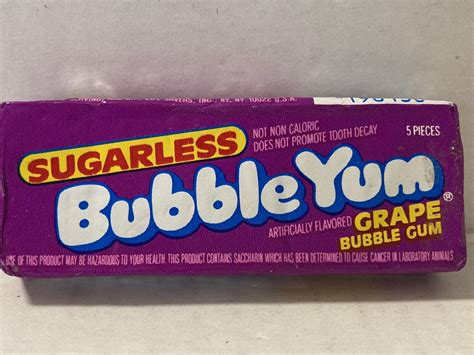 SAVERS, INC., NY, NY 10022 U.S.A.
SUGARLESS
NOT NON CALORIC
DOES NOT PROMOTE TOOTH DECAY
5 PIECES
Bubble Yum®
ARTIFICIALLY FLAVORED GRAPE
BUBBLE GUM
USE OF THIS PRODUCT MAY BE HAZARDOUS TO YOUR HEALTH. THIS PRODUCT CONTAINS SACCHARIN WHICH HAS BEEN DETERMINED TO CAUSE CANCER IN LABORATORY ANIMALS